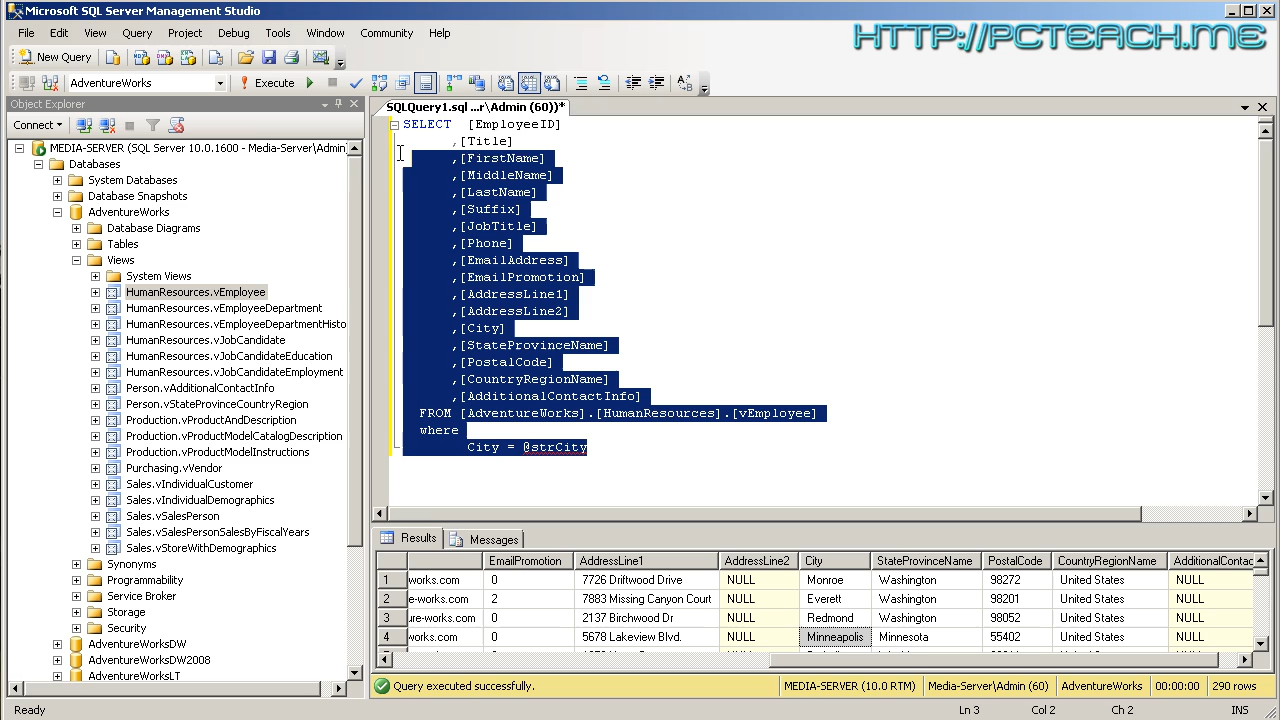 Microsoft SQL Server Management Studio
HTTP://PCTEACH.ME
File Edit View Query Project Debug Tools Window Community Help
New Query
AdventureWorks
Execute
Object Explorer
Connect
MEDIA-SERVER (SQL Server 10.0.1600 - Media-Server\Admin
Databases
System Databases
Database Snapshots
AdventureWorks
Database Diagrams
Tables
Views
System Views
HumanResources.vEmployee
HumanResources.vEmployeeDepartment
HumanResources.vEmployeeDepartmentHisto
HumanResources.vJobCandidate
HumanResources.vJobCandidateEducation
HumanResources.vJobCandidateEmployment
Person.vAdditionalContactInfo
Person.vStateProvinceCountryRegion
Production.vProductAndDescription
Production.vProductModelCatalogDescription
Production.vProductModelInstructions
Purchasing.vVendor
Sales.vIndividualCustomer
Sales.vIndividualDemographics
Sales.vSalesPerson
Sales.vSalesPersonSalesByFiscalYears
Sales.vStoreWithDemographics
Synonyms
Programmability
Service Broker
Storage
Security
AdventureWorksDW
AdventureWorksDW2008
AdventureWorksLT
SQLQuery1.sql ...r\Admin (60))*
SELECT [EmployeeID]
,[Title]
,[FirstName]
,[MiddleName]
,[LastName]
,[Suffix]
,[JobTitle]
,[Phone]
,[EmailAddress]
,[EmailPromotion]
,[AddressLine1]
,[AddressLine2]
,[City]
,[StateProvinceName]
,[PostalCode]
,[CountryRegionName]
,[AdditionalContactInfo]
FROM [AdventureWorks].[HumanResources].[vEmployee]
where
City = @strCity
Results Messages
EmailPromotion AddressLine1 AddressLine2 City StateProvinceName PostalCode CountryRegionName AdditionalContac
1 works.com 0 7726 Driftwood Drive NULL Monroe Washington 98272 United States NULL
2 e-works.com 2 7883 Missing Canyon Court NULL Everett Washington 98201 United States NULL
3 ure-works.com 0 2137 Birchwood Dr NULL Redmond Washington 98052 United States NULL
4 works.com 0 5678 Lakeview Blvd. NULL Minneapolis Minnesota 55402 United States NULL
Query executed successfully. MEDIA-SERVER (10.0 RTM) Media-Server\Admin (60) AdventureWorks 00:00:00 290 rows
Ready Ln 3 Col 2 Ch 2 INS